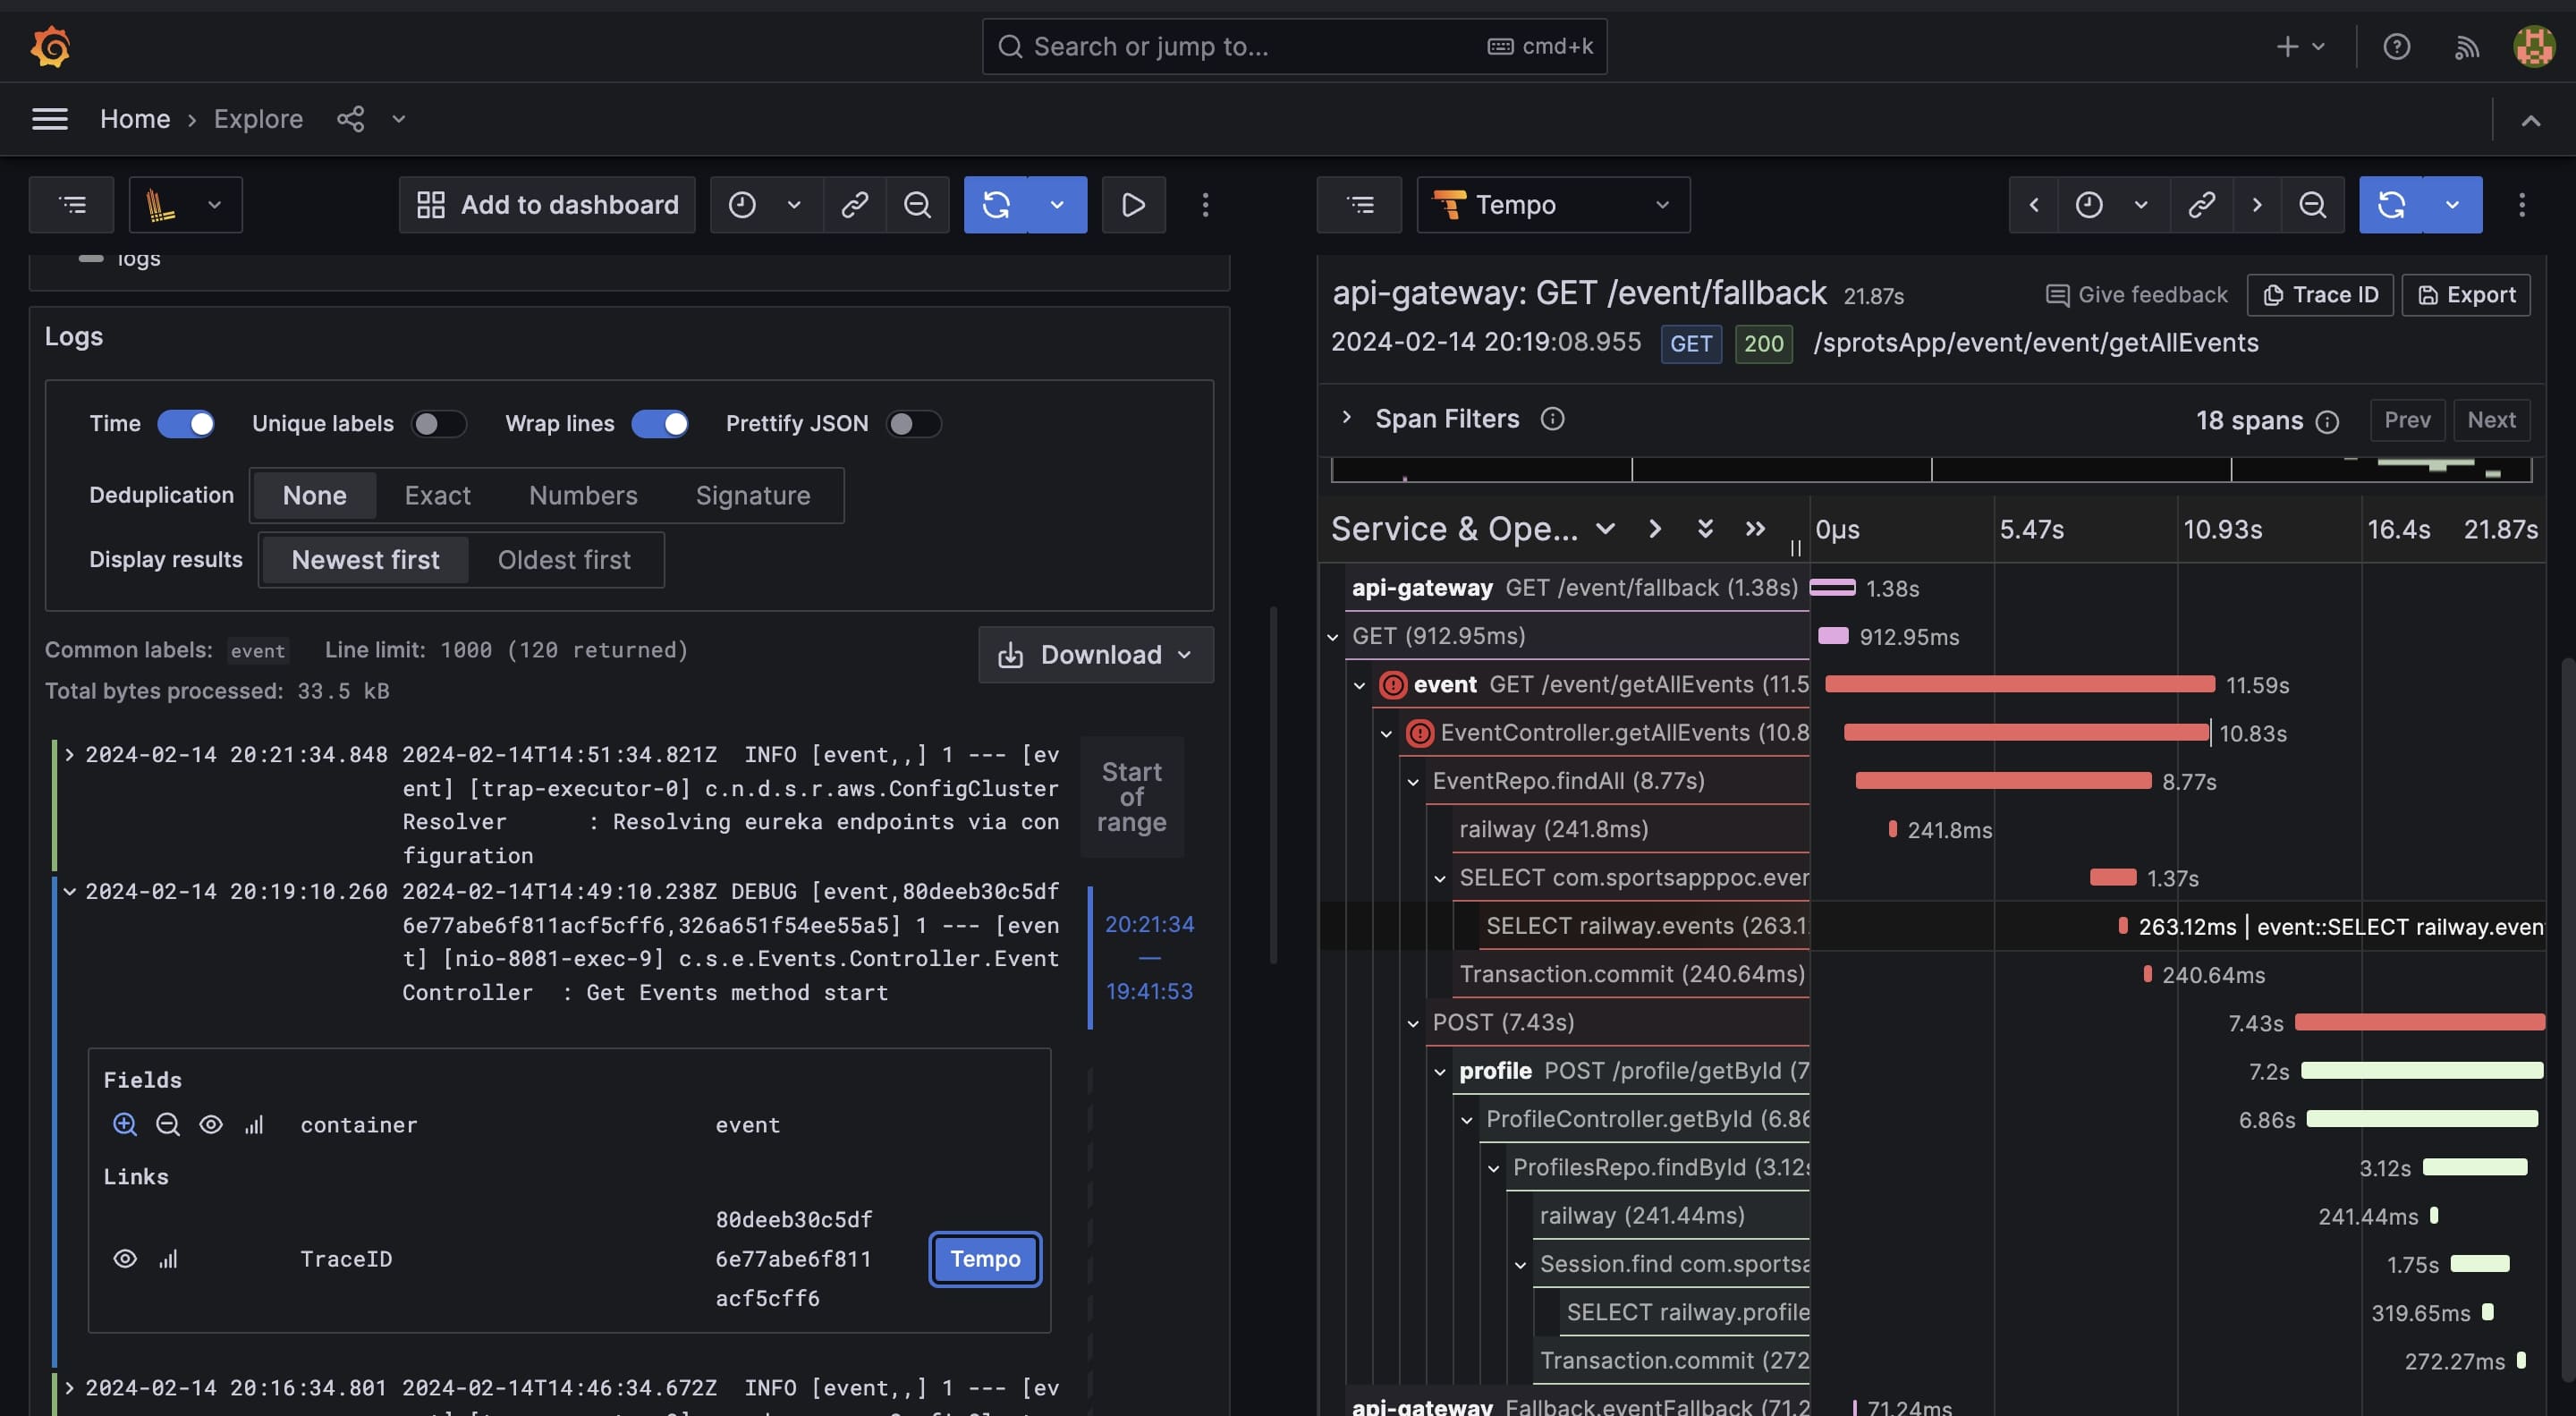 Search or jump to...
cmd+k
Home › Explore
Add to dashboard
Tempo
logs
Logs
Time
Unique labels
Wrap lines
Prettify JSON
Deduplication
None
Exact
Numbers
Signature
Display results
Newest first
Oldest first
Common labels: event
Line limit: 1000 (120 returned)
Total bytes processed: 33.5 kB
Download
2024-02-14 20:21:34.848 2024-02-14T14:51:34.821Z  INFO [event,,] 1 --- [ev
ent] [trap-executor-0] c.n.d.s.r.aws.ConfigCluster
Resolver      : Resolving eureka endpoints via con
figuration
2024-02-14 20:19:10.260 2024-02-14T14:49:10.238Z DEBUG [event,80deeb30c5df
6e77abe6f811acf5cff6,326a651f54ee55a5] 1 --- [even
t] [nio-8081-exec-9] c.s.e.Events.Controller.Event
Controller  : Get Events method start
Start
of
range
20:21:34
—
19:41:53
Fields
container
event
Links
TraceID
80deeb30c5df
6e77abe6f811
acf5cff6
Tempo
2024-02-14 20:16:34.801 2024-02-14T14:46:34.672Z  INFO [event,,] 1 --- [ev
api-gateway: GET /event/fallback 21.87s
Give feedback
Trace ID
Export
2024-02-14 20:19:08.955 GET 200 /sprotsApp/event/event/getAllEvents
Span Filters
18 spans
Prev
Next
Service & Ope...
0µs
5.47s
10.93s
16.4s
21.87s
api-gateway GET /event/fallback (1.38s)
1.38s
GET (912.95ms)
912.95ms
event GET /event/getAllEvents (11.5
11.59s
EventController.getAllEvents (10.8
10.83s
EventRepo.findAll (8.77s)
8.77s
railway (241.8ms)
241.8ms
SELECT com.sportsapppoc.ever
1.37s
SELECT railway.events (263.1
263.12ms | event::SELECT railway.even
Transaction.commit (240.64ms)
240.64ms
POST (7.43s)
7.43s
profile POST /profile/getById (7
7.2s
ProfileController.getById (6.86
6.86s
ProfilesRepo.findById (3.12s
3.12s
railway (241.44ms)
241.44ms
Session.find com.sportsa
1.75s
SELECT railway.profile
319.65ms
Transaction.commit (272
272.27ms
api-gateway Fallback.eventFallback (71.2
71.24ms